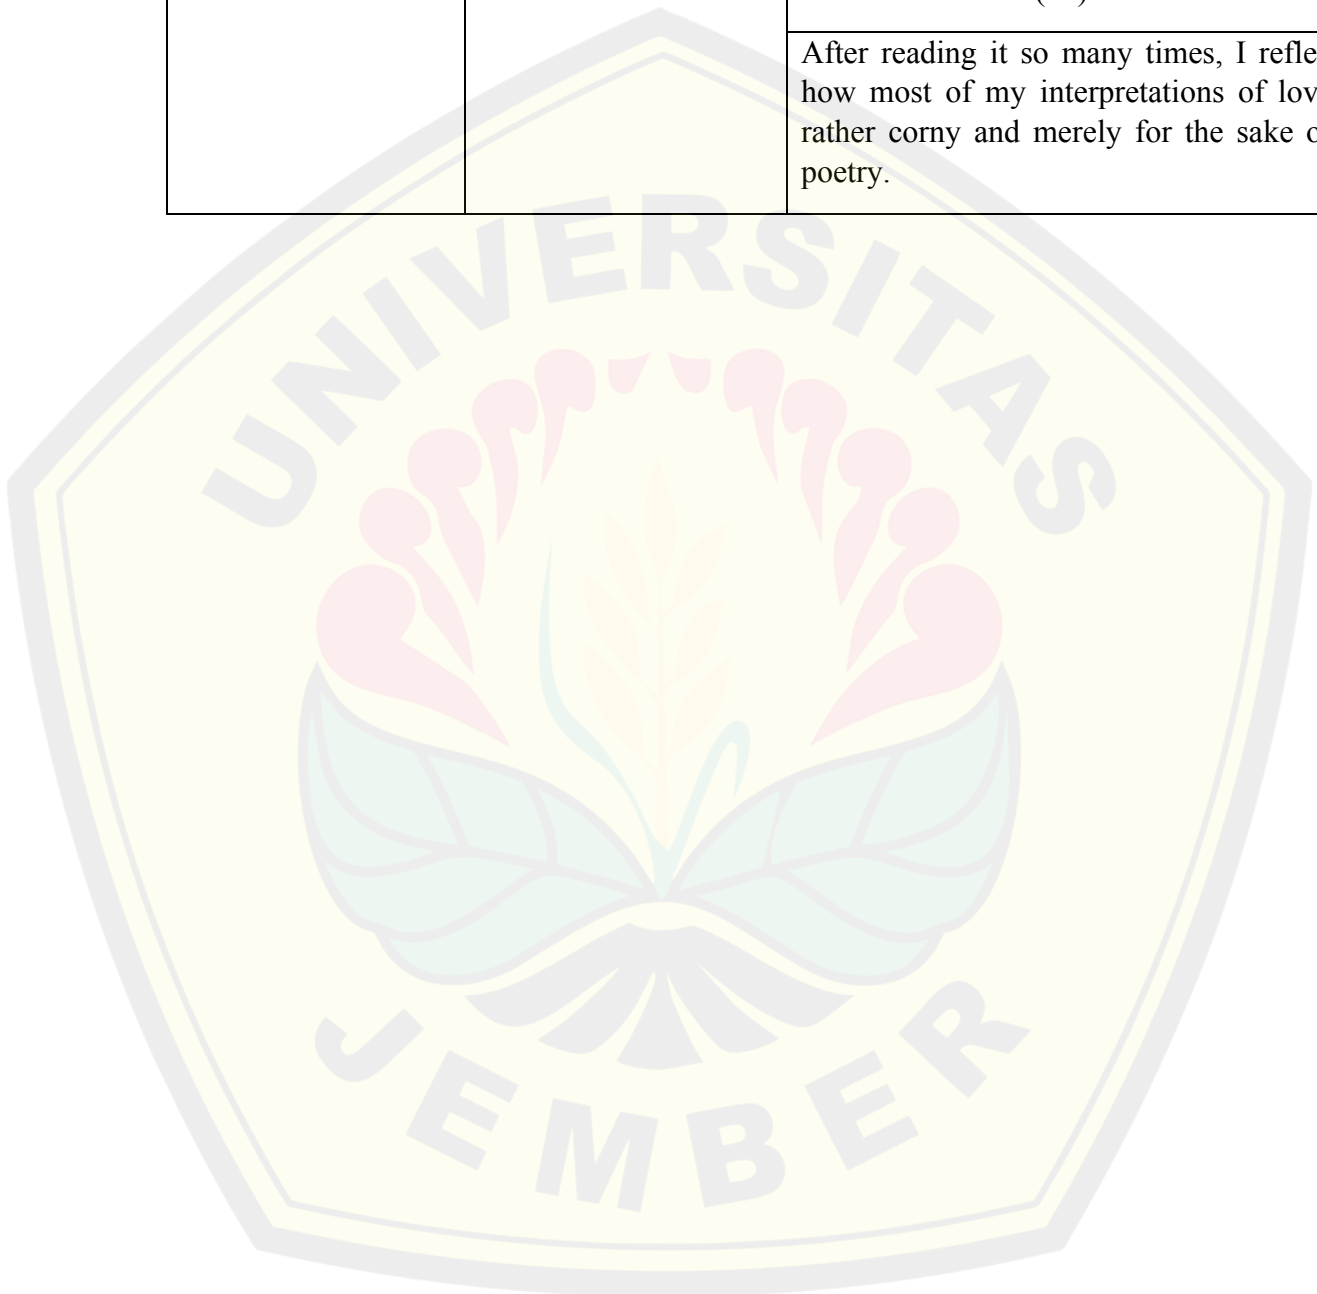 After reading it so many times, I refle
how most of my interpretations of lov
rather corny and merely for the sake o
poetry.
UNIVERSITAS
JEMBER